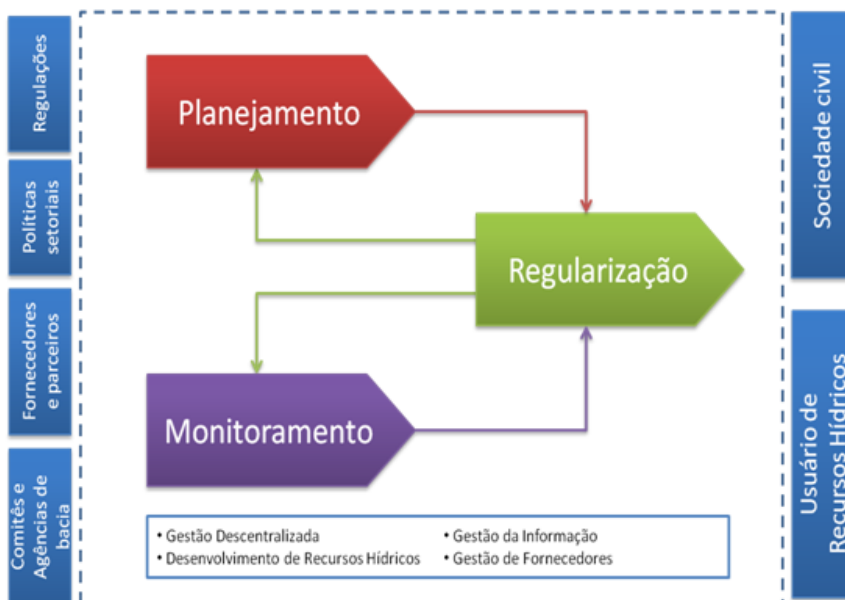 Regulações
Políticas
setoriais
Fornecedores
e parceiros
Comitês e
Agências de
bacia
Planejamento
Regularização
Monitoramento
• Gestão Descentralizada
• Desenvolvimento de Recursos Hídricos
• Gestão da Informação
• Gestão de Fornecedores
Sociedade civil
Usuário de
Recursos Hídricos